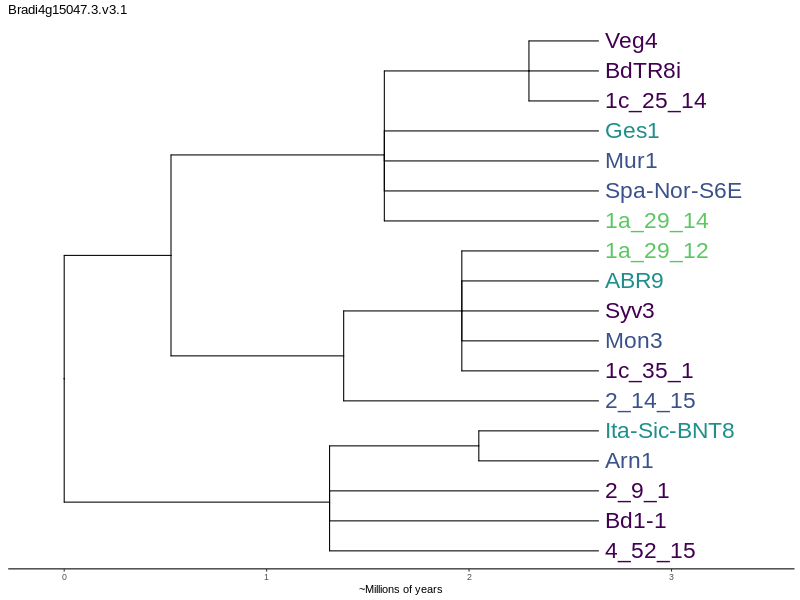 Bradi4g15047.3.v3.1
Veg4
BdTR8i
1c_25_14
Ges1
Mur1
Spa-Nor-S6E
1a_29_14
1a_29_12
ABR9
Syv3
Mon3
1c_35_1
2_14_15
Ita-Sic-BNT8
Arn1
2_9_1
Bd1-1
4_52_15
0 1 2 3
~Millions of years